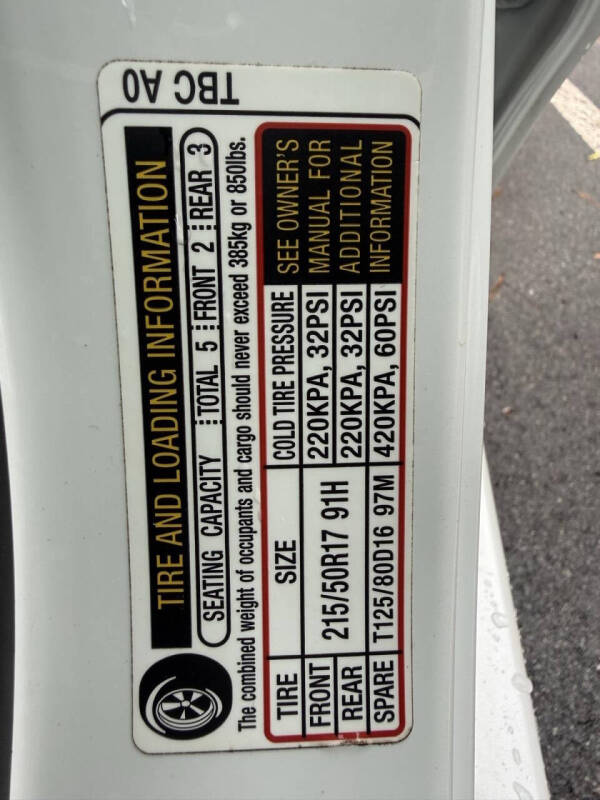 TBC A0
TIRE AND LOADING INFORMATION
SEATING CAPACITY TOTAL 5 FRONT 2 REAR 3
The combined weight of occupants and cargo should never exceed 385kg or 850lbs.
TIRE SIZE COLD TIRE PRESSURE
FRONT 215/50R17 91H 220KPA, 32PSI
REAR 220KPA, 32PSI
SPARE T125/80D16 97M 420KPA, 60PSI
SEE OWNER'S
MANUAL FOR
ADDITIONAL
INFORMATION